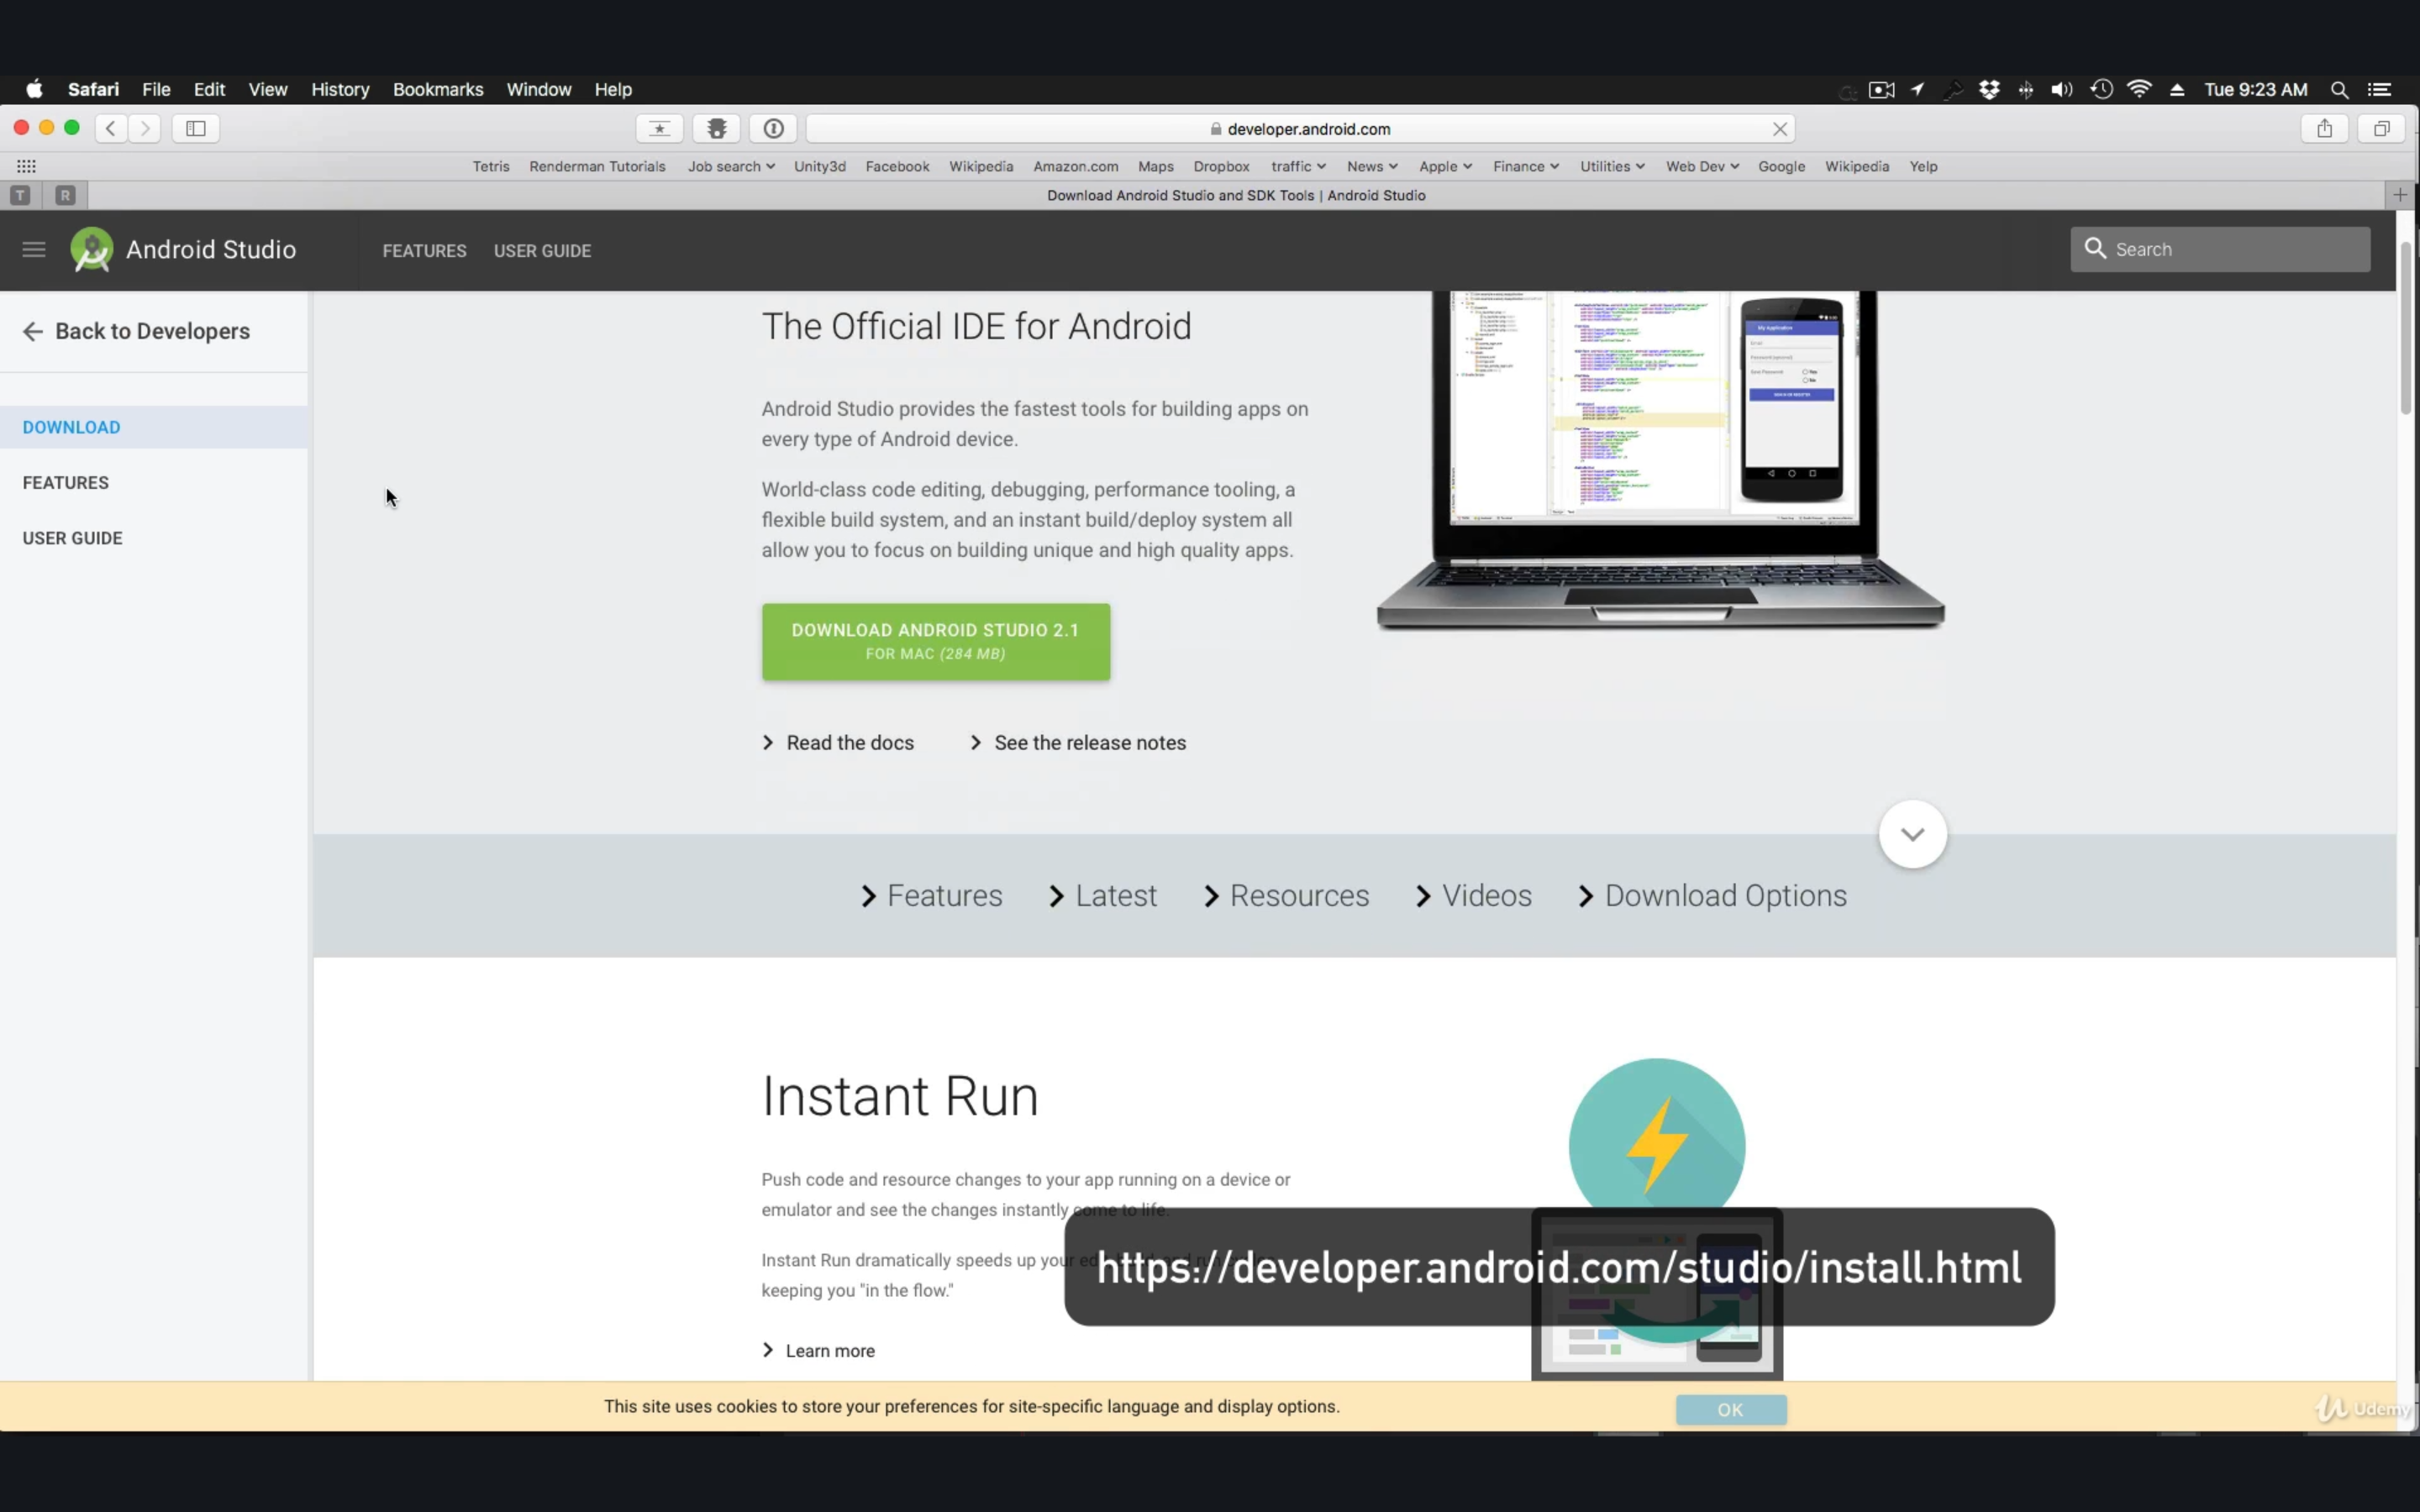 Safari File Edit View History Bookmarks Window Help
Tue 9:23 AM
developer.android.com
Tetris Renderman Tutorials Job search Unity3d Facebook Wikipedia Amazon.com Maps Dropbox traffic News Apple Finance Utilities Web Dev Google Wikipedia Yelp
T R
Download Android Studio and SDK Tools | Android Studio
Android Studio FEATURES USER GUIDE
Search
Back to Developers
DOWNLOAD
FEATURES
USER GUIDE
The Official IDE for Android
Android Studio provides the fastest tools for building apps on
every type of Android device.
World-class code editing, debugging, performance tooling, a
flexible build system, and an instant build/deploy system all
allow you to focus on building unique and high quality apps.
My Application
DOWNLOAD ANDROID STUDIO 2.1
FOR MAC (284 MB)
Read the docs See the release notes
Features Latest Resources Videos Download Options
Instant Run
Push code and resource changes to your app running on a device or
emulator and see the changes instantly come to life.
Instant Run dramatically speeds up your
keeping you "in the flow."
Learn more
https://developer.android.com/studio/install.html
This site uses cookies to store your preferences for site-specific language and display options.
OK
Udemy